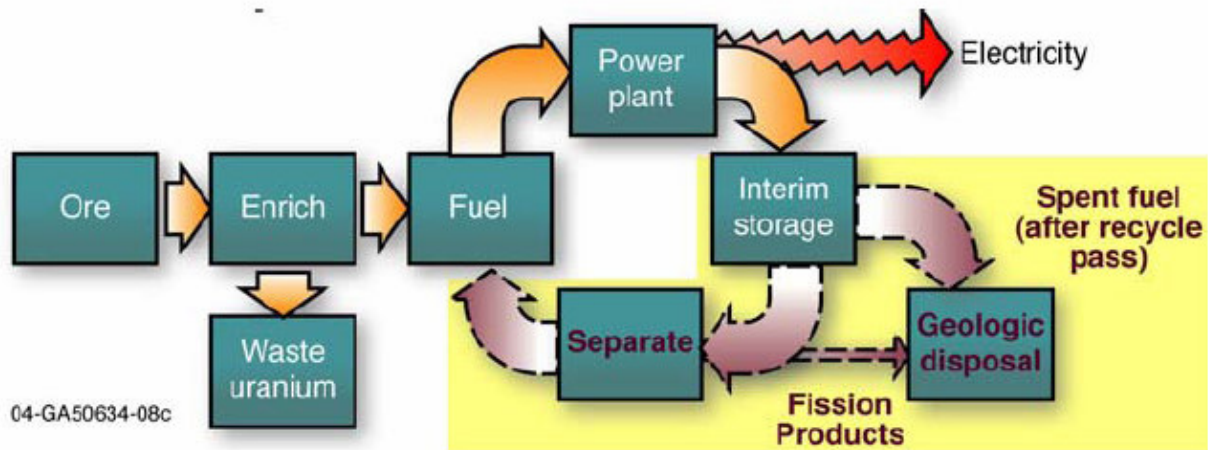 Power
plant
Electricity
Ore
Enrich
Fuel
Interim
storage
Spent fuel
(after recycle
pass)
Waste
uranium
Separate
Geologic
disposal
Fission
Products
04-GA50634-08c